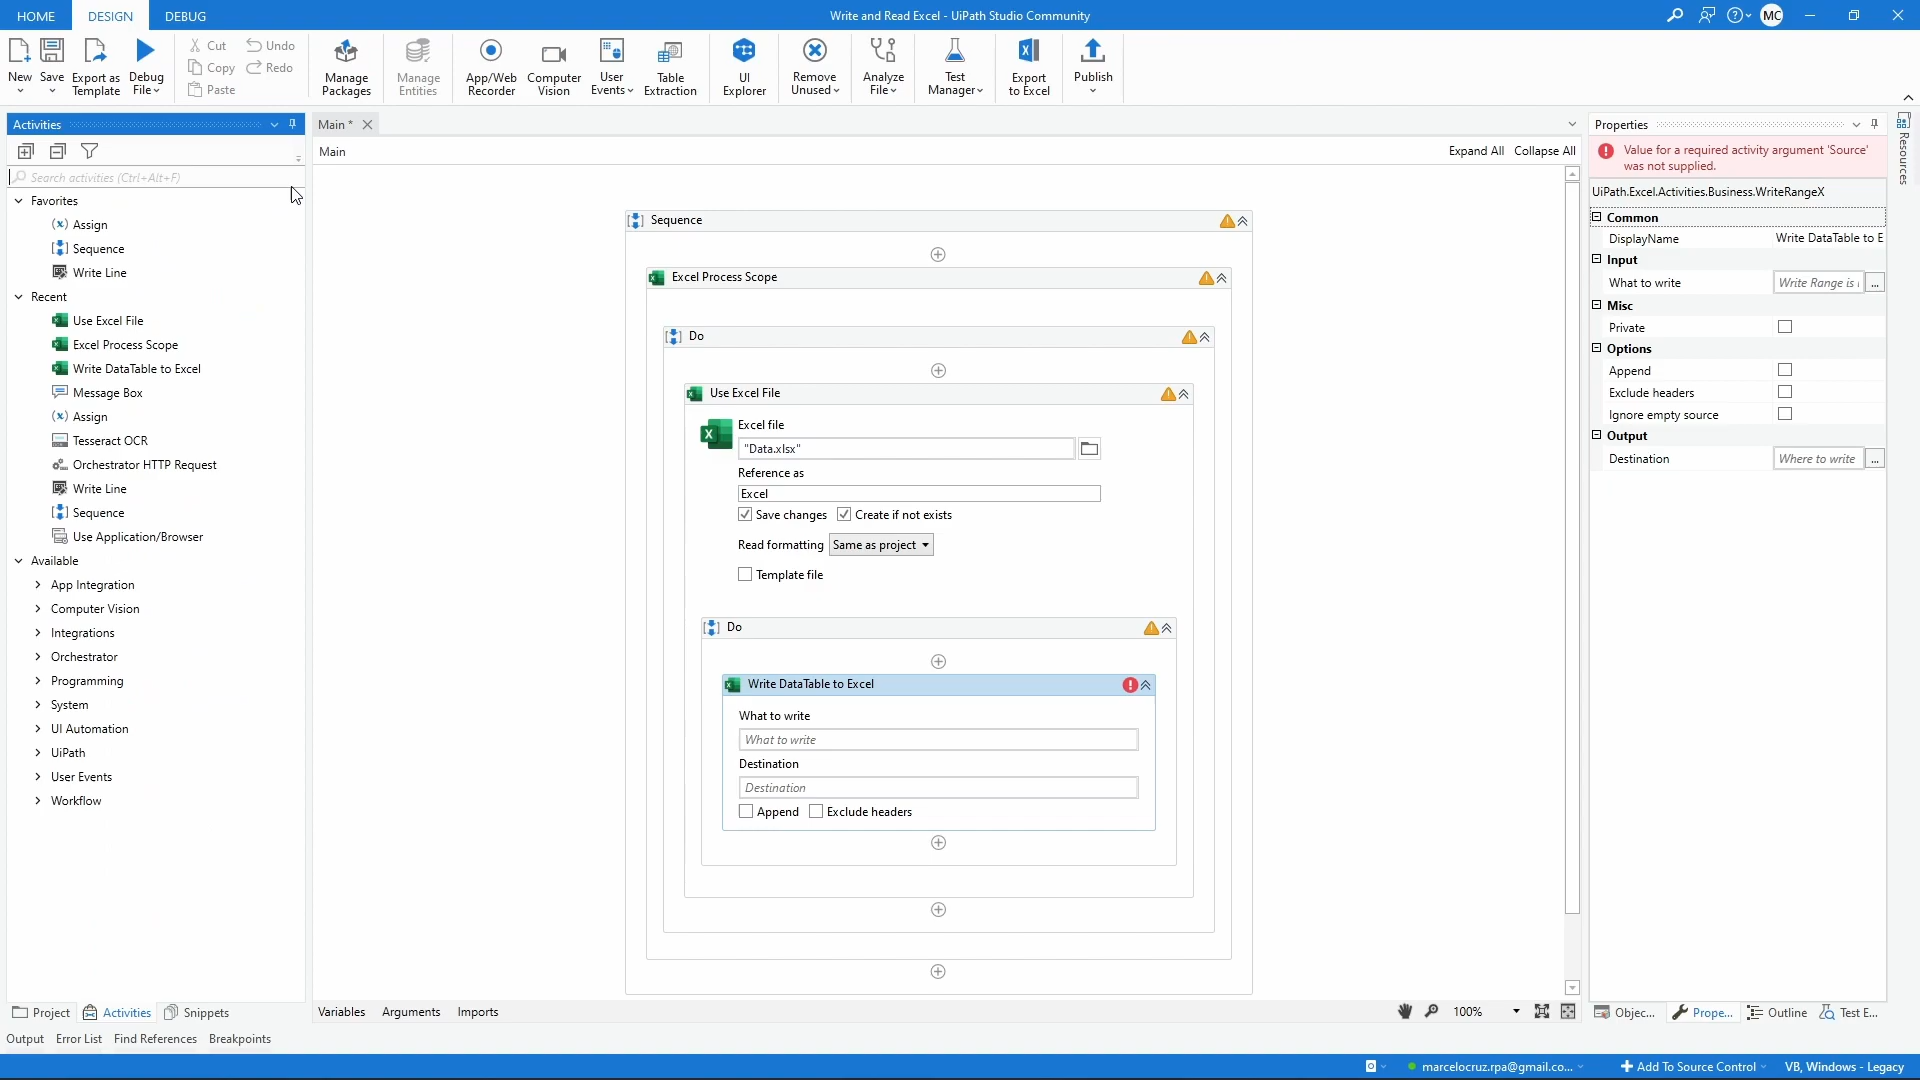 HOME DESIGN DEBUG
Write and Read Excel - UiPath Studio Community
MC
New
Save
Export as
Template
Debug
File
Cut
Copy
Paste
Undo
Redo
Manage
Packages
Manage
Entities
App/Web
Recorder
Computer
Vision
User
Events
Table
Extraction
UI
Explorer
Remove
Unused
Analyze
File
Test
Manager
Export
to Excel
Publish
Activities
Search activities (Ctrl+Alt+F)
Favorites
Assign
Sequence
Write Line
Recent
Use Excel File
Excel Process Scope
Write DataTable to Excel
Message Box
Assign
Tesseract OCR
Orchestrator HTTP Request
Write Line
Sequence
Use Application/Browser
Available
App Integration
Computer Vision
Integrations
Orchestrator
Programming
System
UI Automation
UiPath
User Events
Workflow
Project Activities Snippets
Main *
Main
Expand All Collapse All
Sequence
Excel Process Scope
Do
Use Excel File
Excel file
"Data.xlsx"
Reference as
Excel
Save changes Create if not exists
Read formatting Same as project
Template file
Do
Write DataTable to Excel
What to write
What to write
Destination
Destination
Append Exclude headers
Variables Arguments Imports
100%
Properties
Value for a required activity argument 'Source'
was not supplied.
UiPath.Excel.Activities.Business.WriteRangeX
Common
DisplayName Write DataTable to E
Input
What to write Write Range is ...
Misc
Private
Options
Append
Exclude headers
Ignore empty source
Output
Destination Where to write ...
Resources
Objec... Prope... Outline Test E...
Output Error List Find References Breakpoints
marcelocruz.rpa@gmail.co...
Add To Source Control
VB, Windows - Legacy